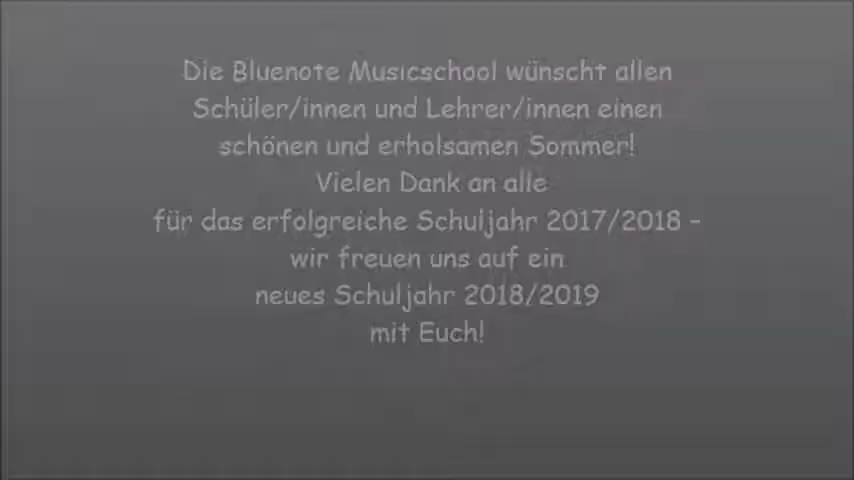 Die Bluenote Musicschool wünscht allen
Schüler/innen und Lehrer/innen einen
schönen und erholsamen Sommer!
Vielen Dank an alle
für das erfolgreiche Schuljahr 2017/2018 -
wir freuen uns auf ein
neues Schuljahr 2018/2019
mit Euch!